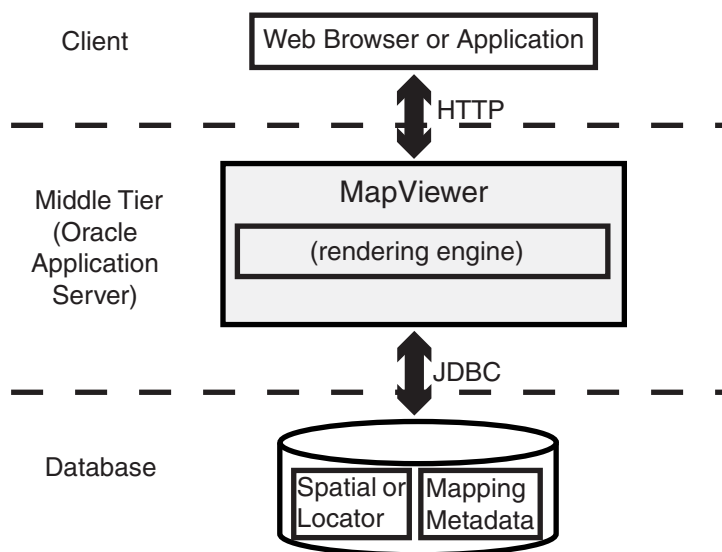 Client
Web Browser or Application
HTTP
Middle Tier
(Oracle
Application
Server)
MapViewer
(rendering engine)
JDBC
Database
Spatial or
Locator
Mapping
Metadata